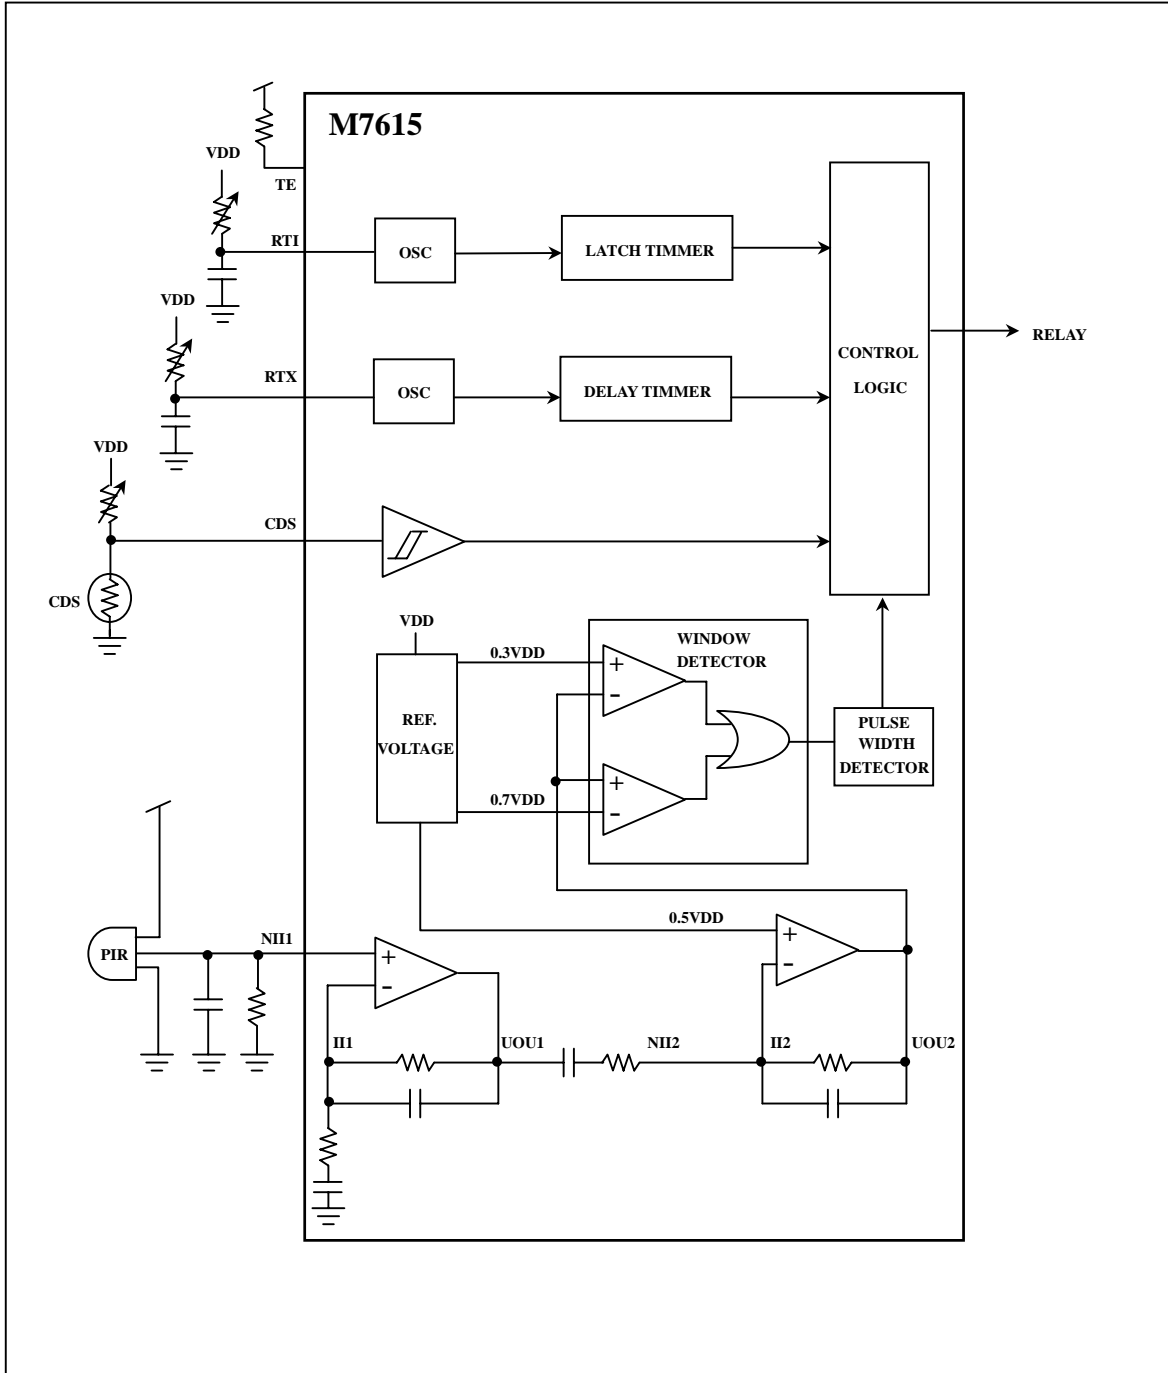 M7615
VDD
TE
RTI
OSC
LATCH TIMMER
VDD
RELAY
CONTROL
LOGIC
RTX
OSC
DELAY TIMMER
VDD
CDS
CDS
VDD
WINDOW
DETECTOR
0.3VDD
+
-
REF.
VOLTAGE
PULSE
WIDTH
DETECTOR
+
-
0.7VDD
0.5VDD
+
-
PIR
NII1
+
-
II1
UOU1
NII2
II2
UOU2